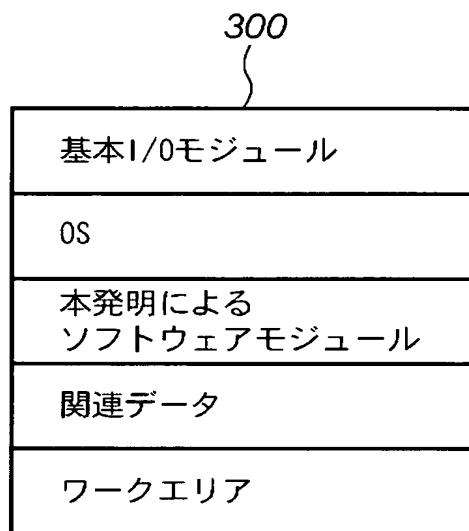 300
基本I/Oモジュール
OS
本発明による
ソフトウェアモジュール
関連データ
ワークエリア